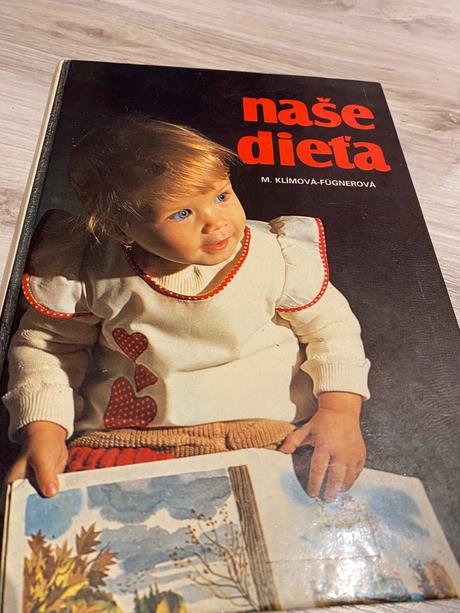 naše
dieťa
M. KLÍMOVÁ-FÜGNEROVÁ